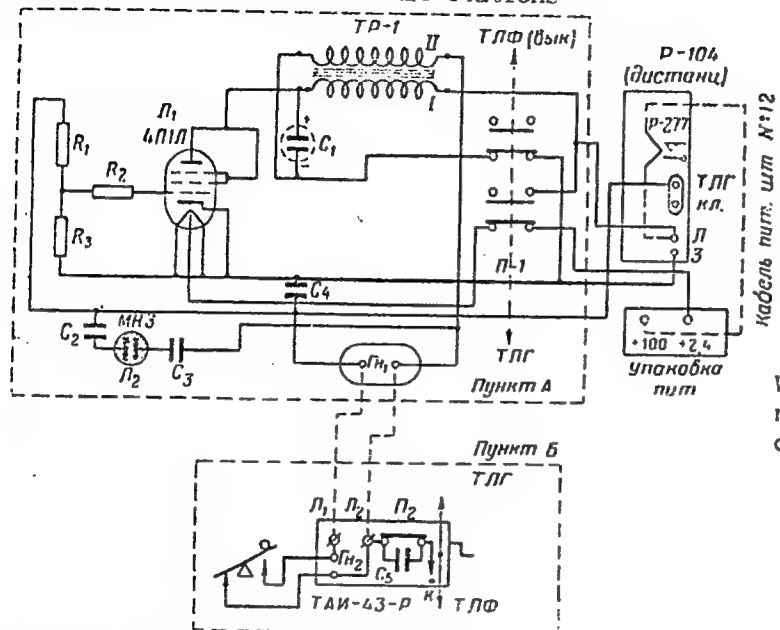 ТР-1
II
ТЛФ (Вык)
Р-104
(дистанц)
Л₁
4П1Л
I
C₁
Р-277
R₁
R₂
R₃
ТЛГ
кл.
Л
З
Кабель пит. шт №12
П-1
C₄
МН3
C₂
Л₂
C₃
Гн₁
ТЛГ
+100 +2,4
Упаковка
пит
Пункт А
Пункт Б
ТЛГ
Л₁ Л₂ П₂
Гн₂
C₅
К
ТАИ-43-Р
ТЛФ